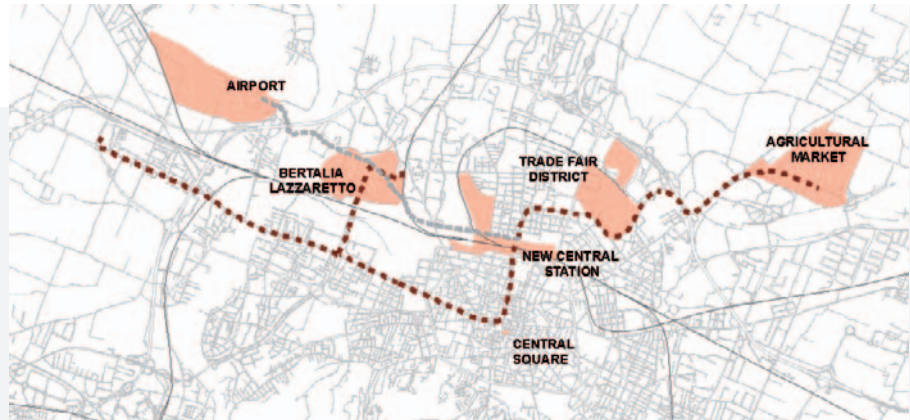 AIRPORT
AGRICULTURAL
MARKET
TRADE FAIR
DISTRICT
BERTALIA
LAZZARETTO
NEW CENTRAL
STATION
CENTRAL
SQUARE